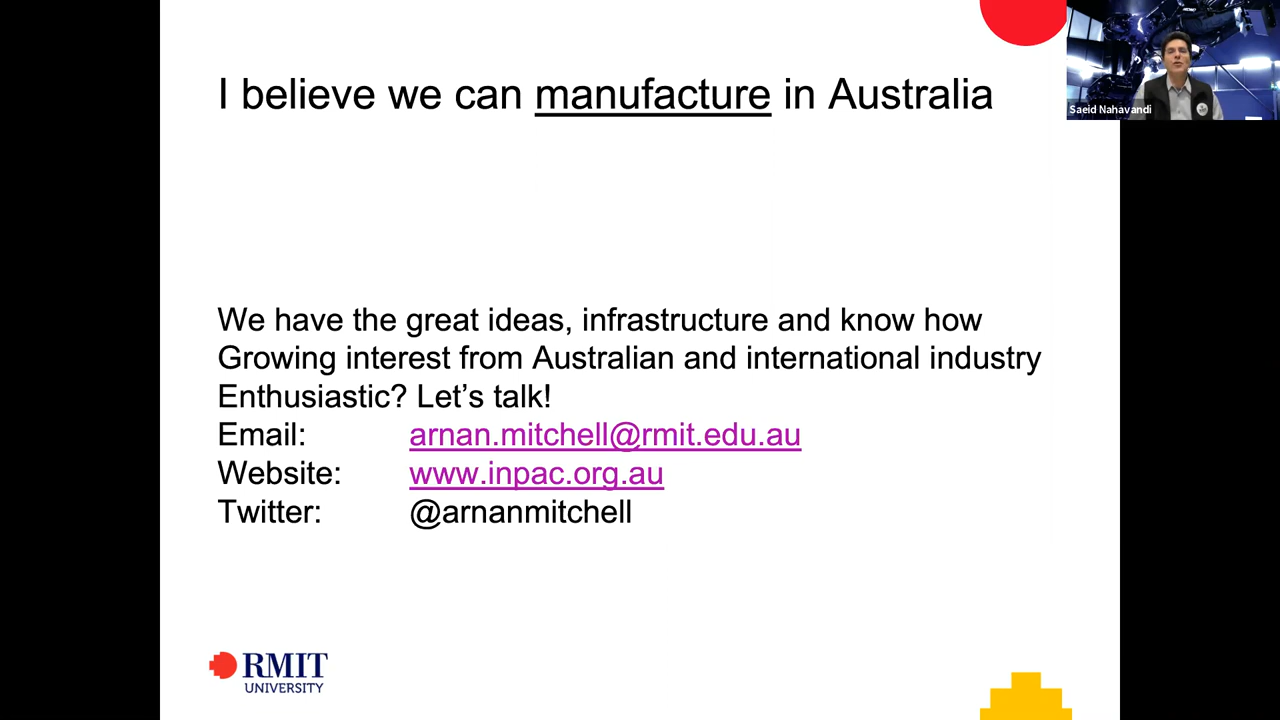 I believe we can manufacture in Australia
Saeid Nahavandi
We have the great ideas, infrastructure and know how
Growing interest from Australian and international industry
Enthusiastic? Let’s talk!
Email: arnan.mitchell@rmit.edu.au
Website: www.inpac.org.au
Twitter: @arnanmitchell
RMIT
UNIVERSITY